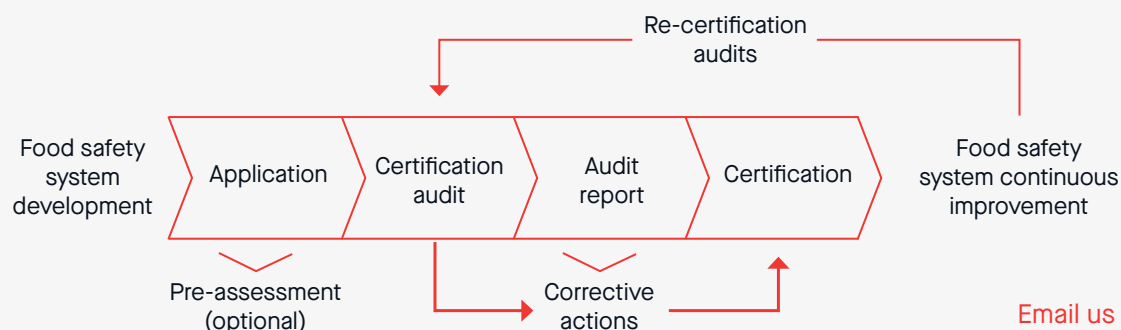 Re-certification
audits
Food safety
system
development
Application
Certification
audit
Audit
report
Certification
Food safety
system continuous
improvement
Pre-assessment
(optional)
Corrective
actions
Email us